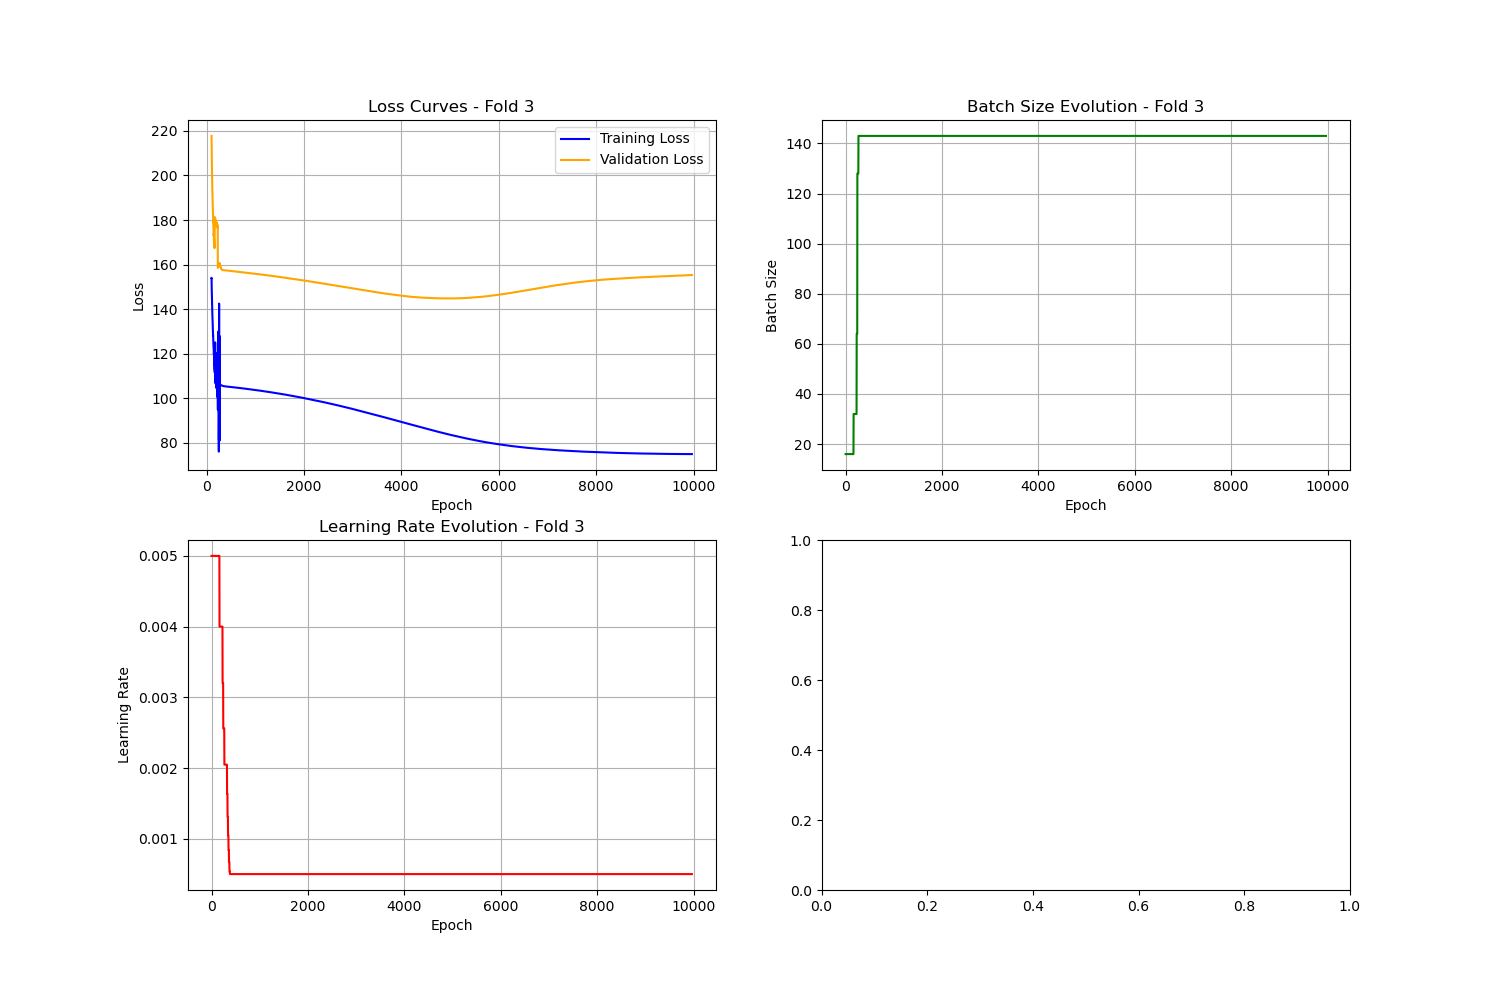 Loss Curves - Fold 3
220
200
180
160
140
120
100
80
Loss
Training Loss
Validation Loss
0 2000 4000 6000 8000 10000
Epoch
Batch Size Evolution - Fold 3
140
120
100
80
60
40
20
Batch Size
0 2000 4000 6000 8000 10000
Epoch
Learning Rate Evolution - Fold 3
0.005
0.004
0.003
0.002
0.001
Learning Rate
0 2000 4000 6000 8000 10000
Epoch
1.0
0.8
0.6
0.4
0.2
0.0
0.0 0.2 0.4 0.6 0.8 1.0